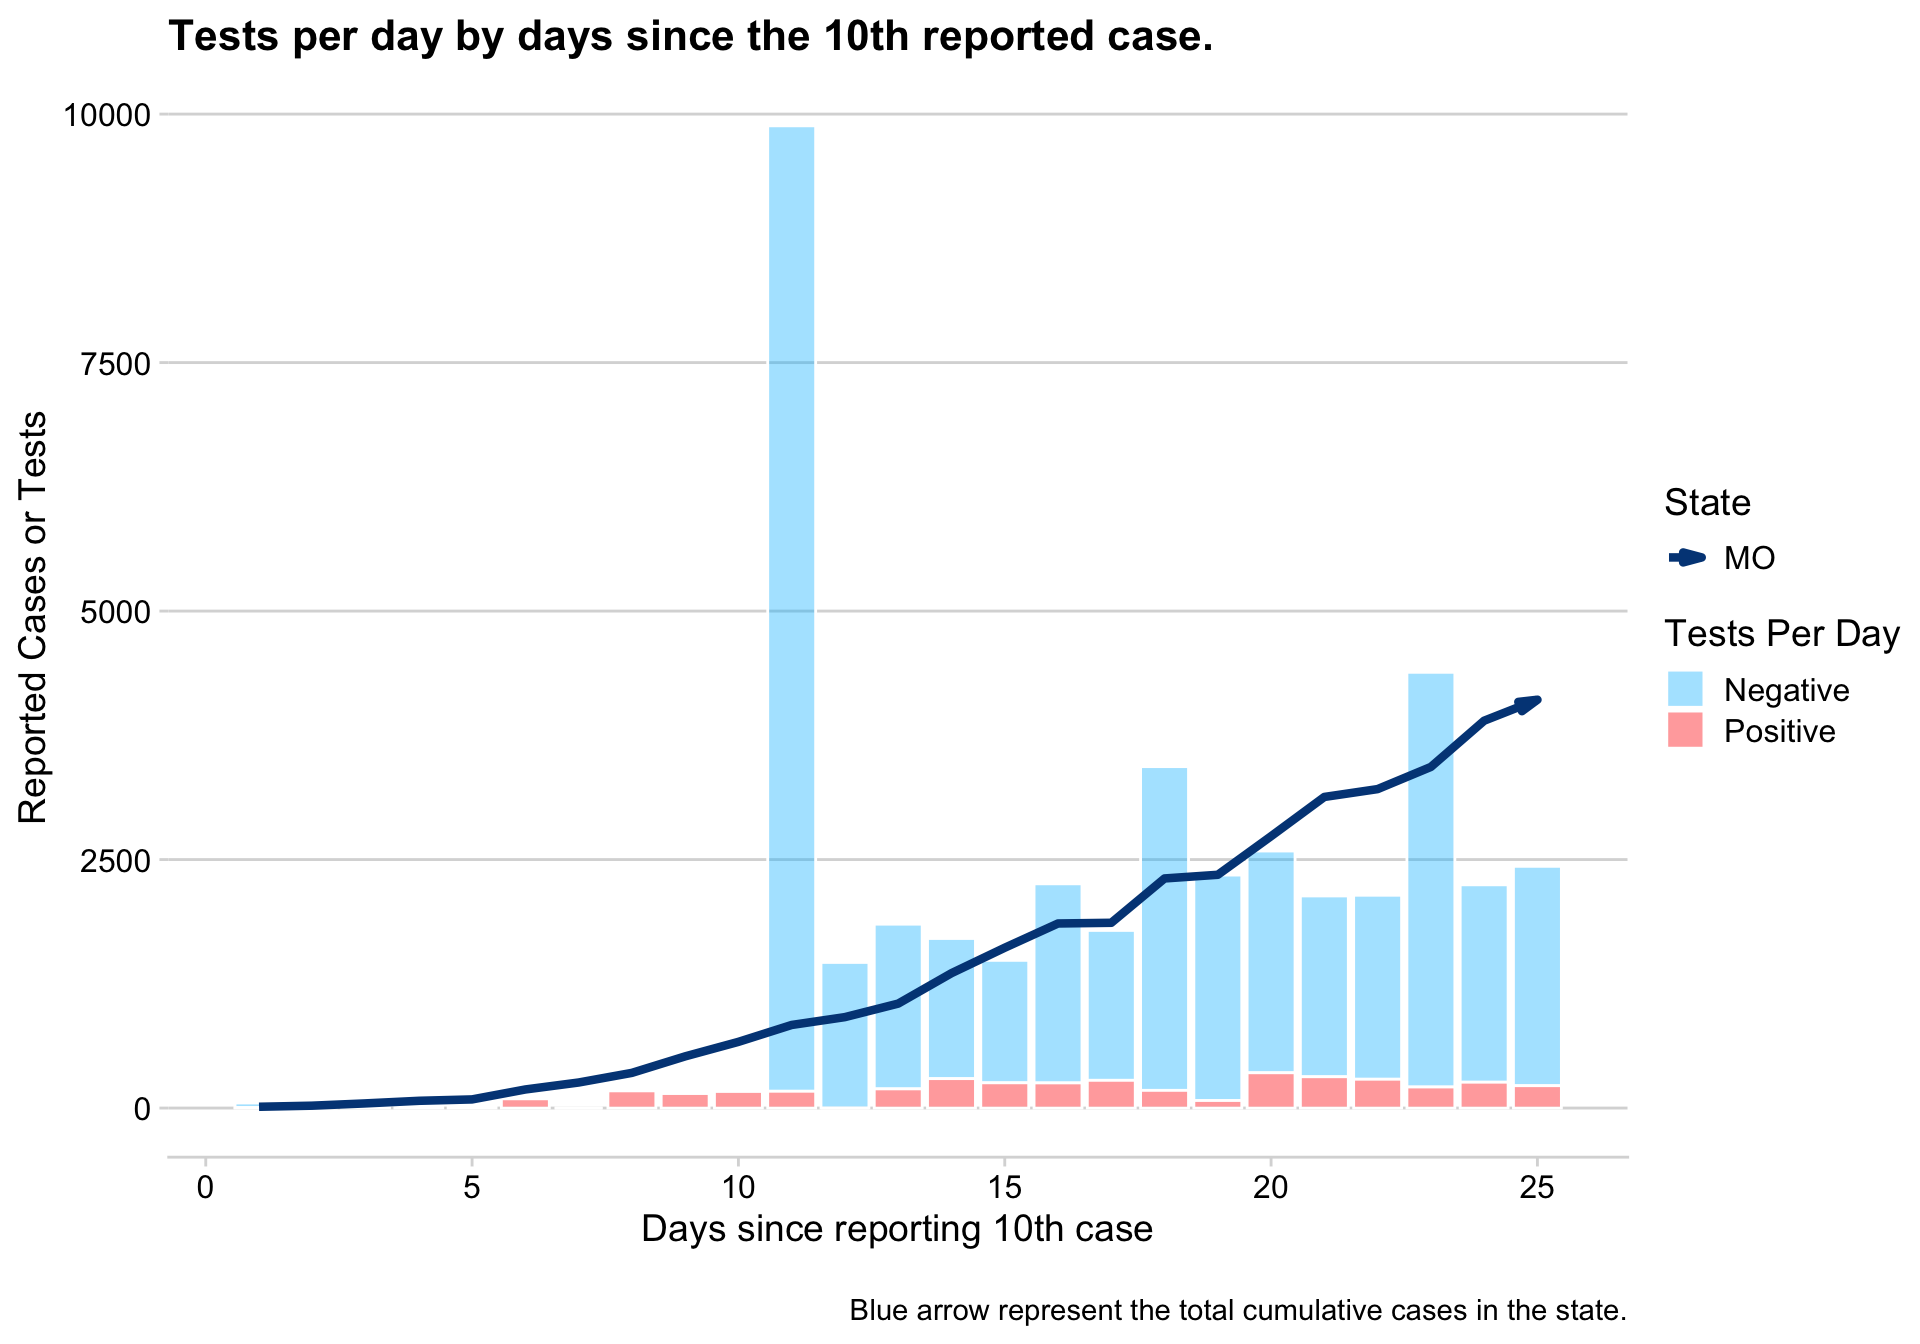 Tests per day by days since the 10th reported case.
10000
7500
5000
2500
0
Reported Cases or Tests
0 5 10 15 20 25
Days since reporting 10th case
State
MO
Tests Per Day
Negative
Positive
Blue arrow represent the total cumulative cases in the state.